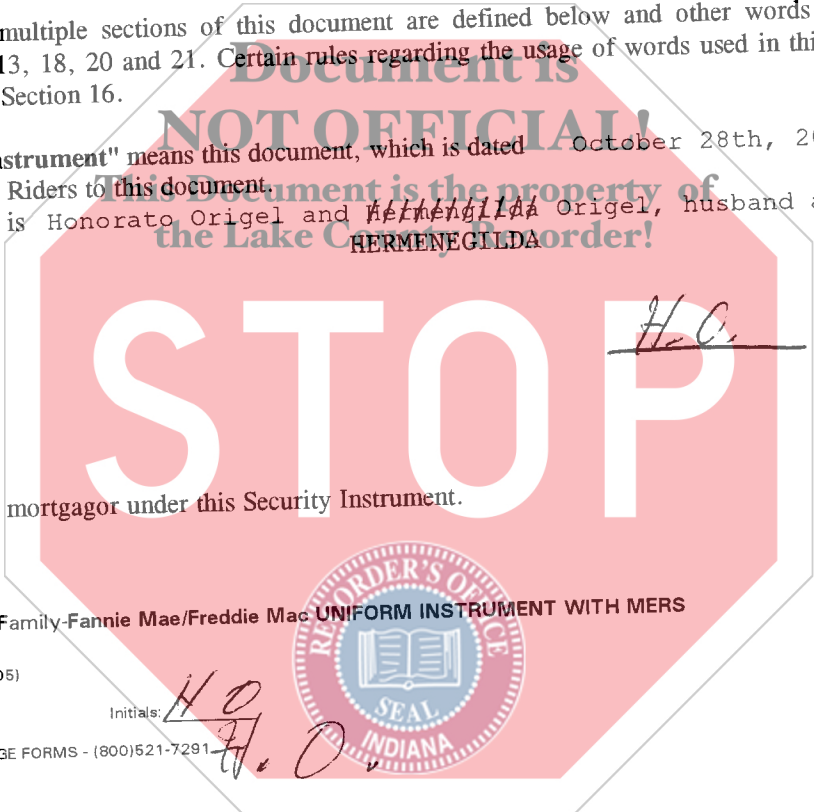 multiple sections of this document are defined below and other words
13, 18, 20 and 21. Certain rules regarding the usage of words used in thi
Section 16.
Document is
NOT OFFICIAL!
This Document is the property of
the Lake County Recorder!
nstrument" means this document, which is dated October 28th, 20
Riders to this document.
is Honorato Origel and Hermengilda Origel, husband a
HERMENEGILDA
H.O.
STOP
mortgagor under this Security Instrument.
Family-Fannie Mae/Freddie Mac UNIFORM INSTRUMENT WITH MERS
05)
Initials: H O
GE FORMS - (800)521-7291
H. O.
RECORDER'S OFFICE
SEAL
INDIANA